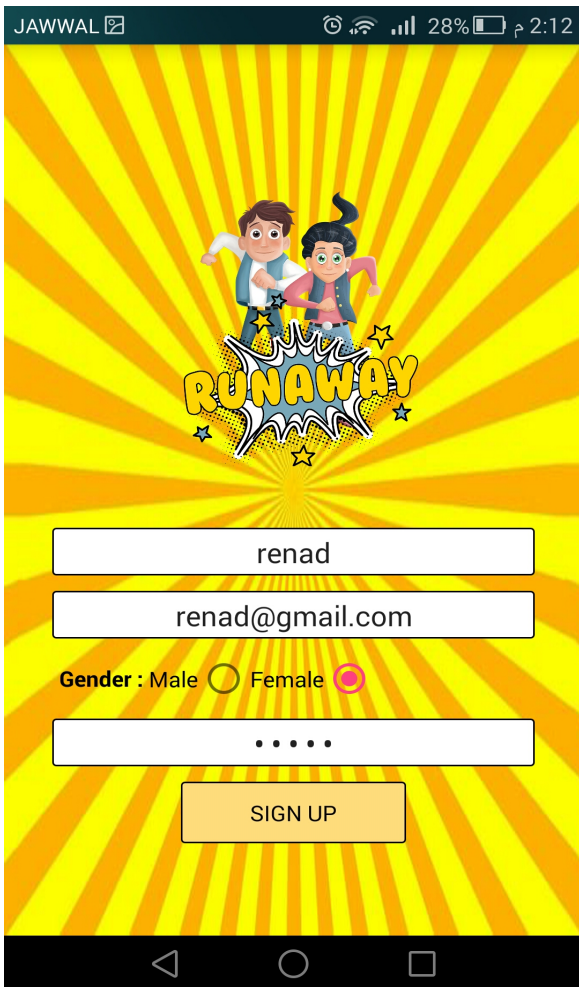 JAWWAL 28% م 2:12
RUNAWAY
renad
renad@gmail.com
Gender : Male Female
•••••
SIGN UP